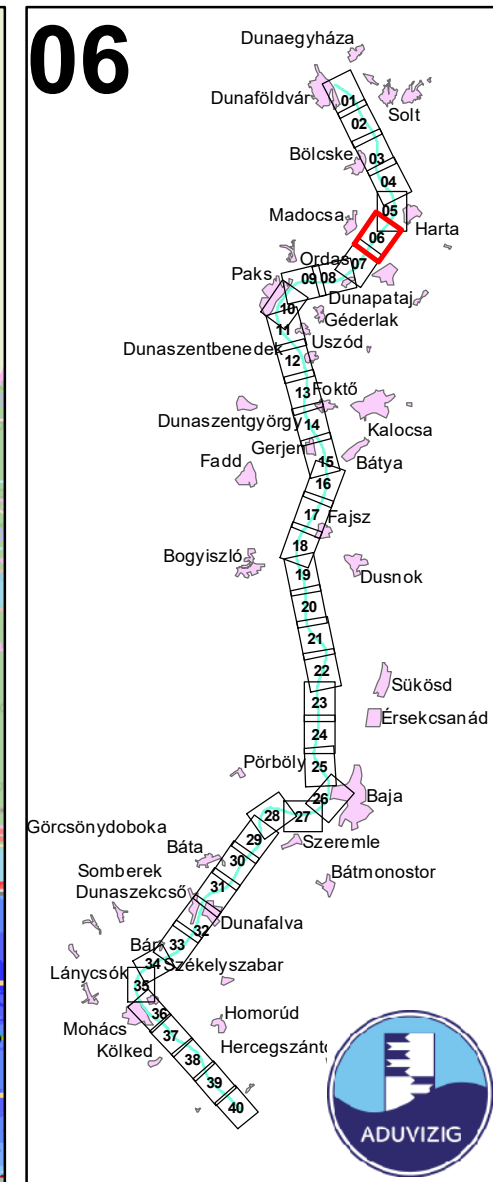 06
Dunaegyháza
Dunaföldvár
01
Solt
02
Bölcske
03
04
Madocsa
05
Harta
06
Ordas
07
Paks
09
08
Dunapataj
10
Géderlak
11
Uszód
Dunaszentbenedek
12
13
Foktő
Dunaszentgyörgy
14
Kalocsa
Gerjen
Fadd
15
Bátya
16
17
Fajsz
18
Bogyiszló
19
Dusnok
20
21
22
Sükösd
23
Érsekcsanád
24
Pörböly
25
26
Baja
28
27
Görcsönydoboka
29
Szeremle
Báta
30
Somberek
Bátmonostor
Dunaszekcső
31
Dunafalva
32
Bár
33
34
Székelyszabar
Lánycsók
35
36
Homorúd
Mohács
37
Kölked
38
Hercegszántó
39
40
ADUVIZIG